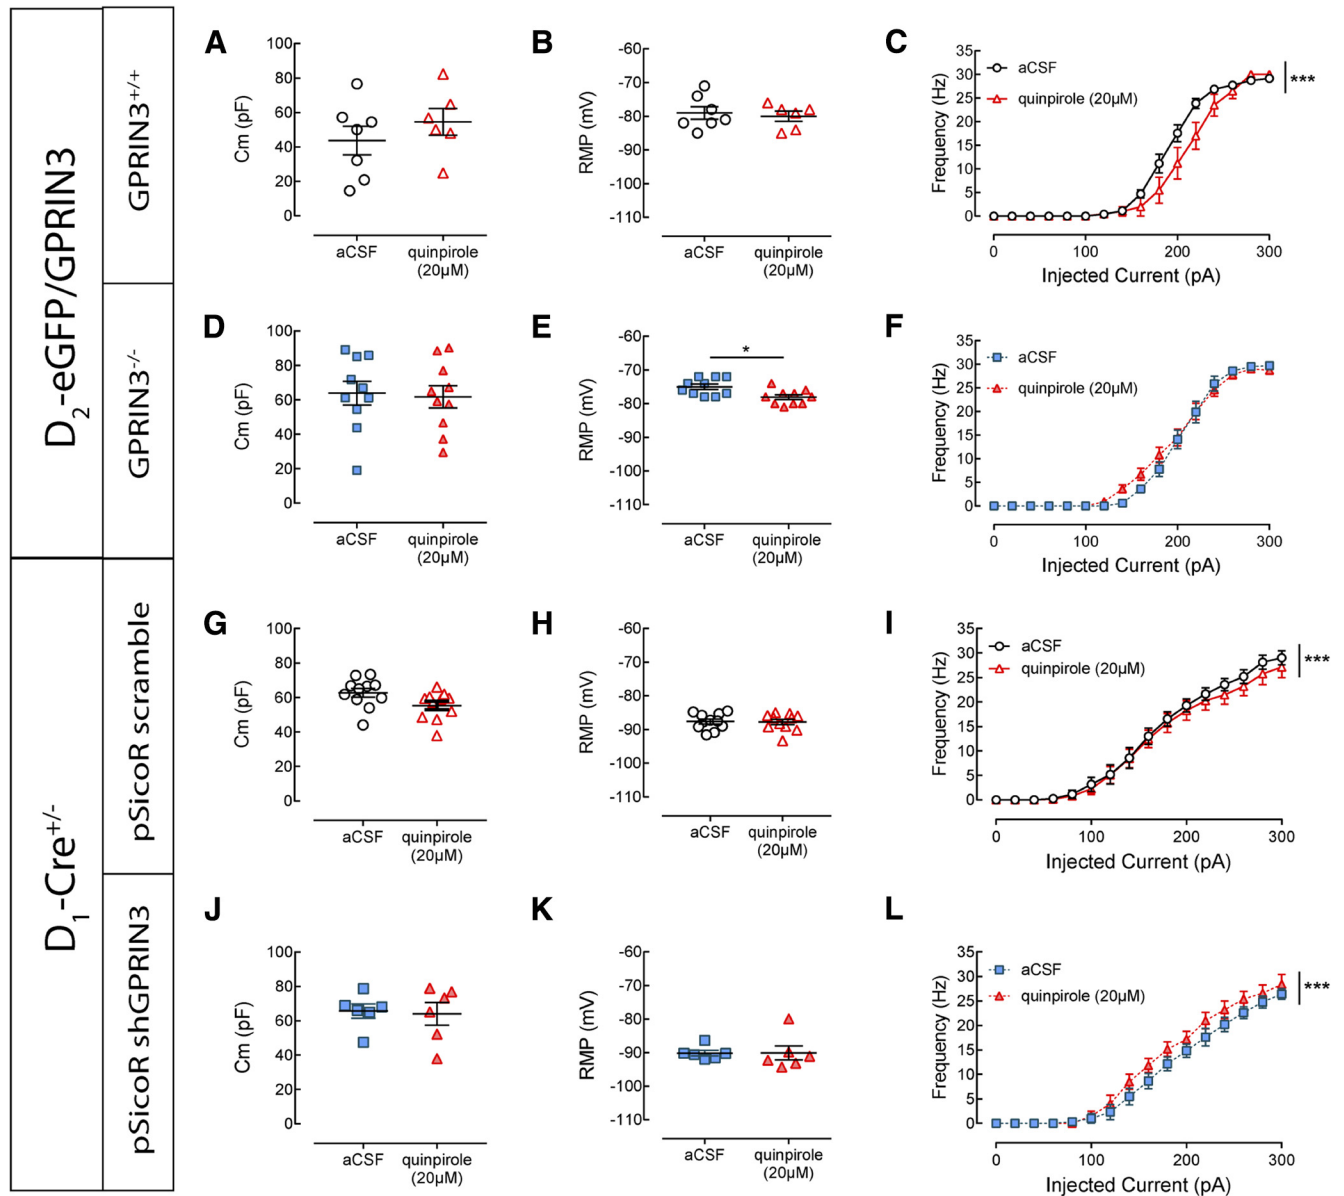 D2-eGFP/GPRIN3
GPRIN3+/+
GPRIN3-/-
D1-Cre+/-
pSicoR scramble
pSicoR shGPRIN3
A
100
80
60
40
20
0
Cm (pF)
aCSF
quinpirole
(20µM)
B
-60
-70
-80
-90
-100
-110
RMP (mV)
aCSF
quinpirole
(20µM)
C
35
30
25
20
15
10
5
0
Frequency (Hz)
aCSF
quinpirole (20µM)
***
0
100
200
300
Injected Current (pA)
D
100
80
60
40
20
0
Cm (pF)
aCSF
quinpirole
(20µM)
E
-60
-70
-80
-90
-100
-110
RMP (mV)
*
aCSF
quinpirole
(20µM)
F
35
30
25
20
15
10
5
0
Frequency (Hz)
aCSF
quinpirole (20µM)
0
100
200
300
Injected Current (pA)
G
100
80
60
40
20
0
Cm (pF)
aCSF
quinpirole
(20µM)
H
-60
-70
-80
-90
-100
-110
RMP (mV)
aCSF
quinpirole
(20µM)
I
35
30
25
20
15
10
5
0
Frequency (Hz)
aCSF
quinpirole (20µM)
***
0
100
200
300
Injected Current (pA)
J
100
80
60
40
20
0
Cm (pF)
aCSF
quinpirole
(20µM)
K
-60
-70
-80
-90
-100
-110
RMP (mV)
aCSF
quinpirole
(20µM)
L
35
30
25
20
15
10
5
0
Frequency (Hz)
aCSF
quinpirole (20µM)
***
0
100
200
300
Injected Current (pA)